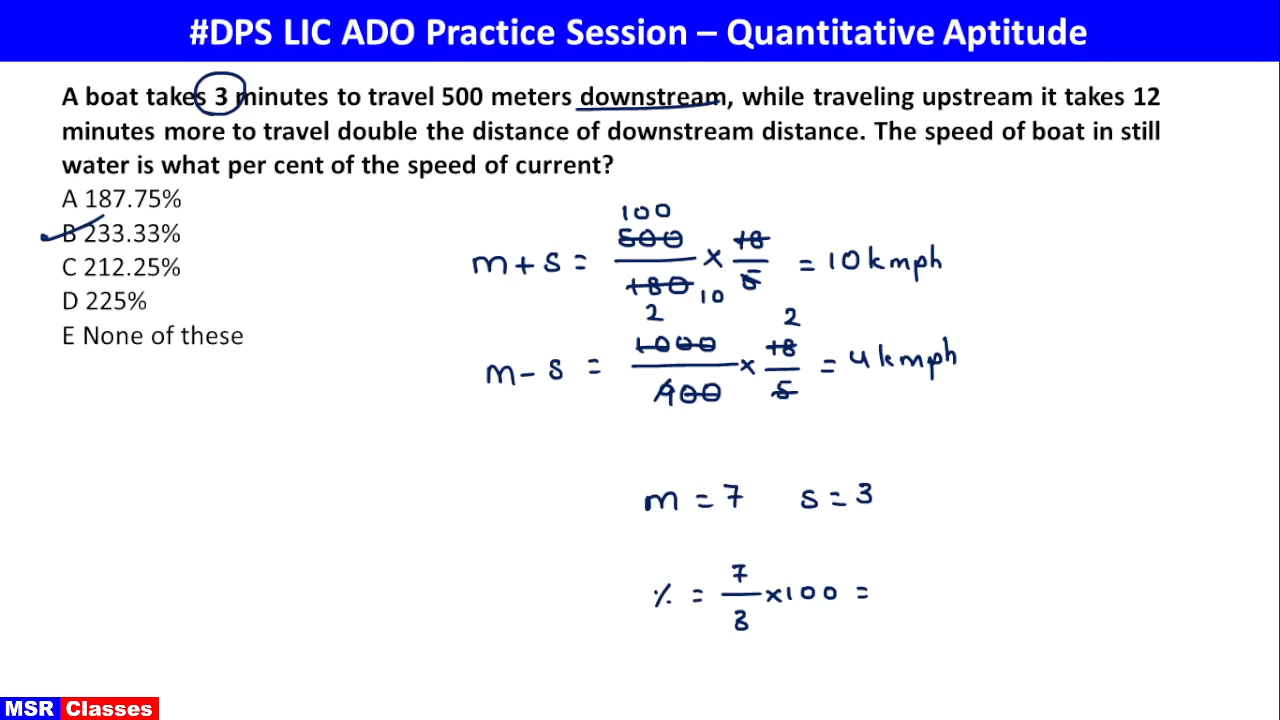 #DPS LIC ADO Practice Session – Quantitative Aptitude
A boat takes 3 minutes to travel 500 meters downstream, while traveling upstream it takes 12
minutes more to travel double the distance of downstream distance. The speed of boat in still
water is what per cent of the speed of current?
A 187.75%
B 233.33%
C 212.25%
D 225%
E None of these
100
m + s = 500/180 × 18/5 = 10 kmph
10
2 2
m - s = 1000/900 × 18/5 = 4 kmph
m = 7 s = 3
% = 7/3 × 100 =
MSR Classes